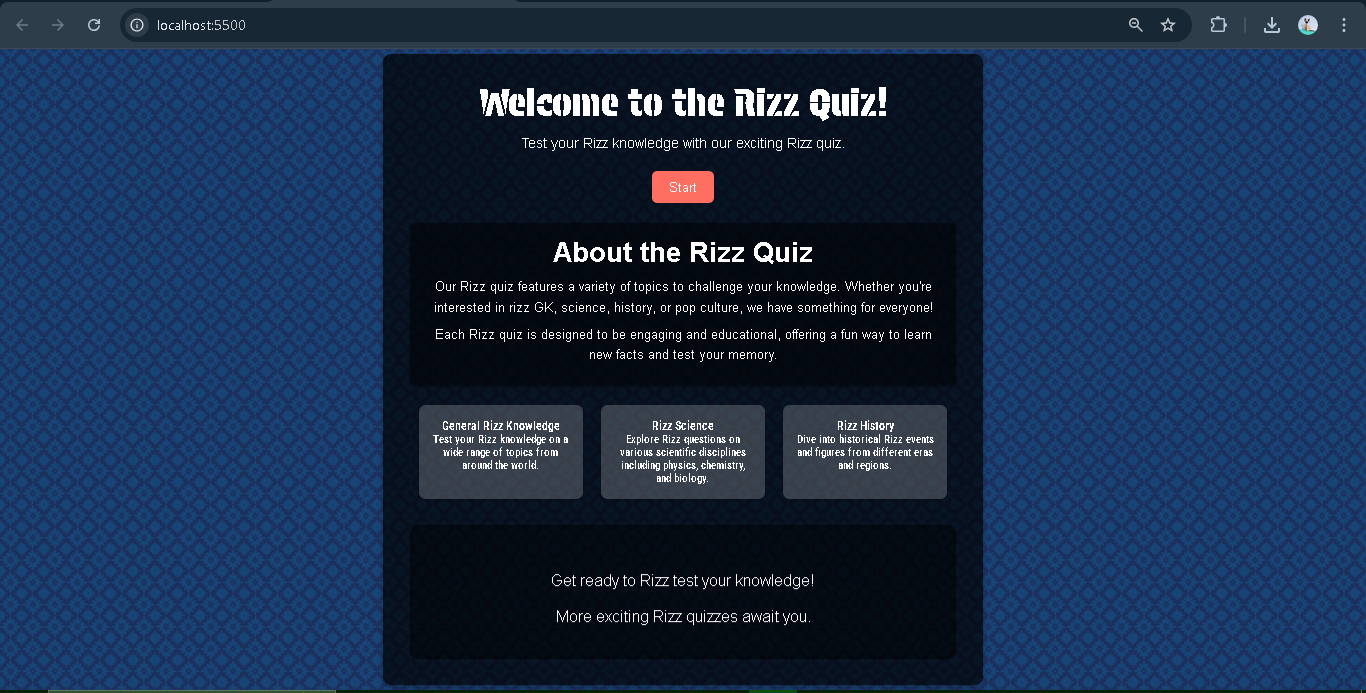 localhost:5500
Welcome to the Rizz Quiz!
Test your Rizz knowledge with our exciting Rizz quiz.
Start
About the Rizz Quiz
Our Rizz quiz features a variety of topics to challenge your knowledge. Whether you're
interested in rizz GK, science, history, or pop culture, we have something for everyone!
Each Rizz quiz is designed to be engaging and educational, offering a fun way to learn
new facts and test your memory.
General Rizz Knowledge
Test your Rizz knowledge on a
wide range of topics from
around the world.
Rizz Science
Explore Rizz questions on
various scientific disciplines
including physics, chemistry,
and biology.
Rizz History
Dive into historical Rizz events
and figures from different eras
and regions.
Get ready to Rizz test your knowledge!
More exciting Rizz quizzes await you.